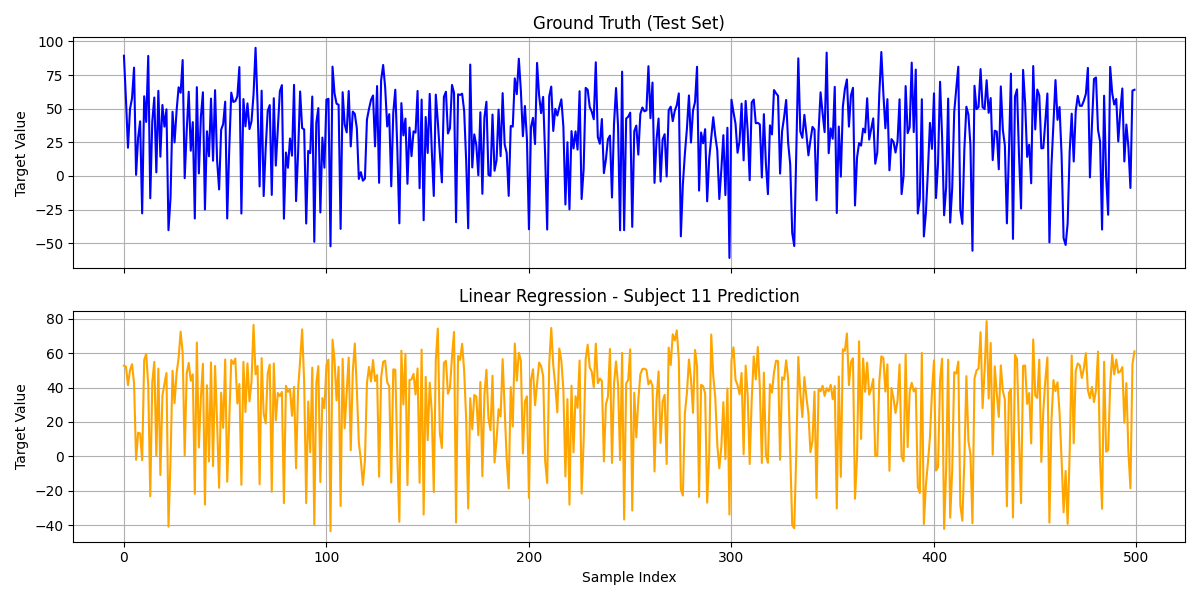 Ground Truth (Test Set)
Target Value
100
75
50
25
0
−25
−50
Linear Regression - Subject 11 Prediction
Target Value
80
60
40
20
0
−20
−40
0 100 200 300 400 500
Sample Index